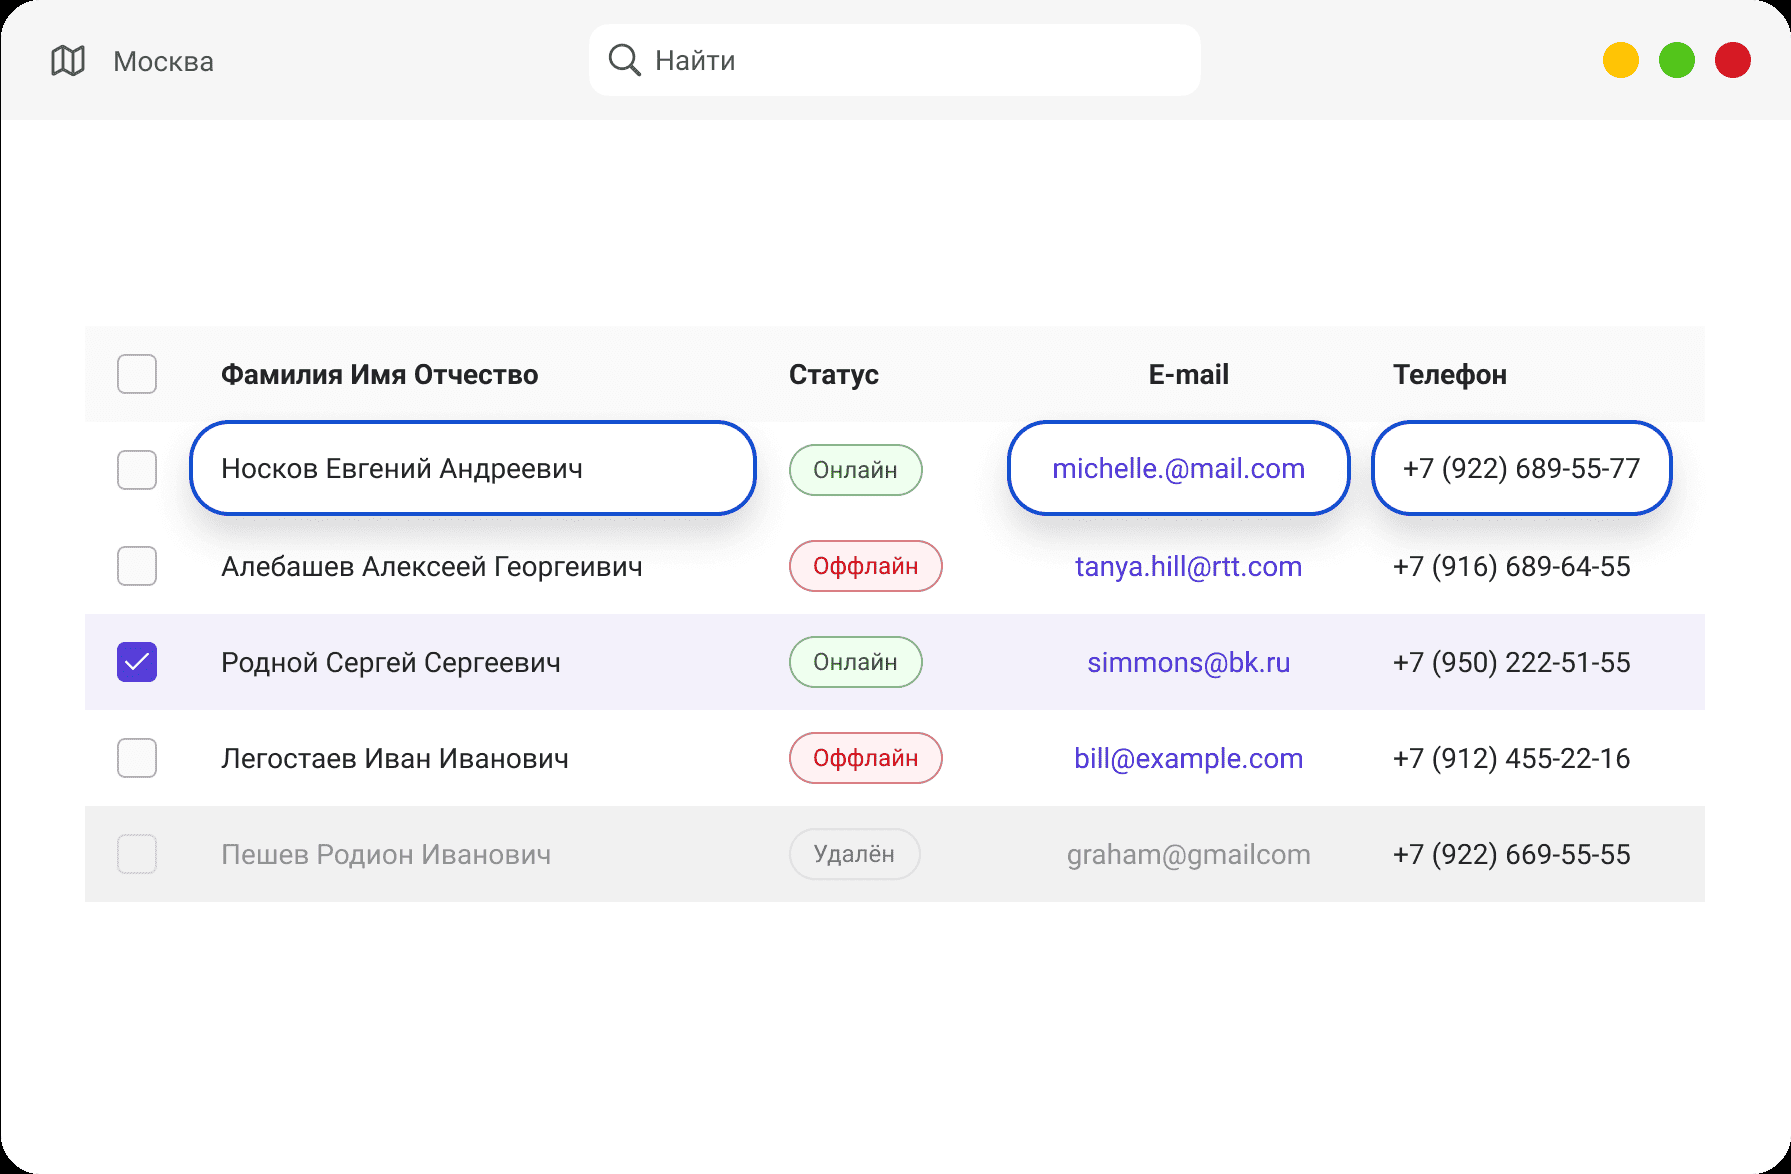 Москва
Найти
Фамилия Имя Отчество Статус E-mail Телефон
Носков Евгений Андреевич Онлайн michelle.@mail.com +7 (922) 689-55-77
Алебашев Алексеей Георгеивич Оффлайн tanya.hill@rtt.com +7 (916) 689-64-55
Родной Сергей Сергеевич Онлайн simmons@bk.ru +7 (950) 222-51-55
Легостаев Иван Иванович Оффлайн bill@example.com +7 (912) 455-22-16
Пешев Родион Иванович Удалён graham@gmailcom +7 (922) 669-55-55